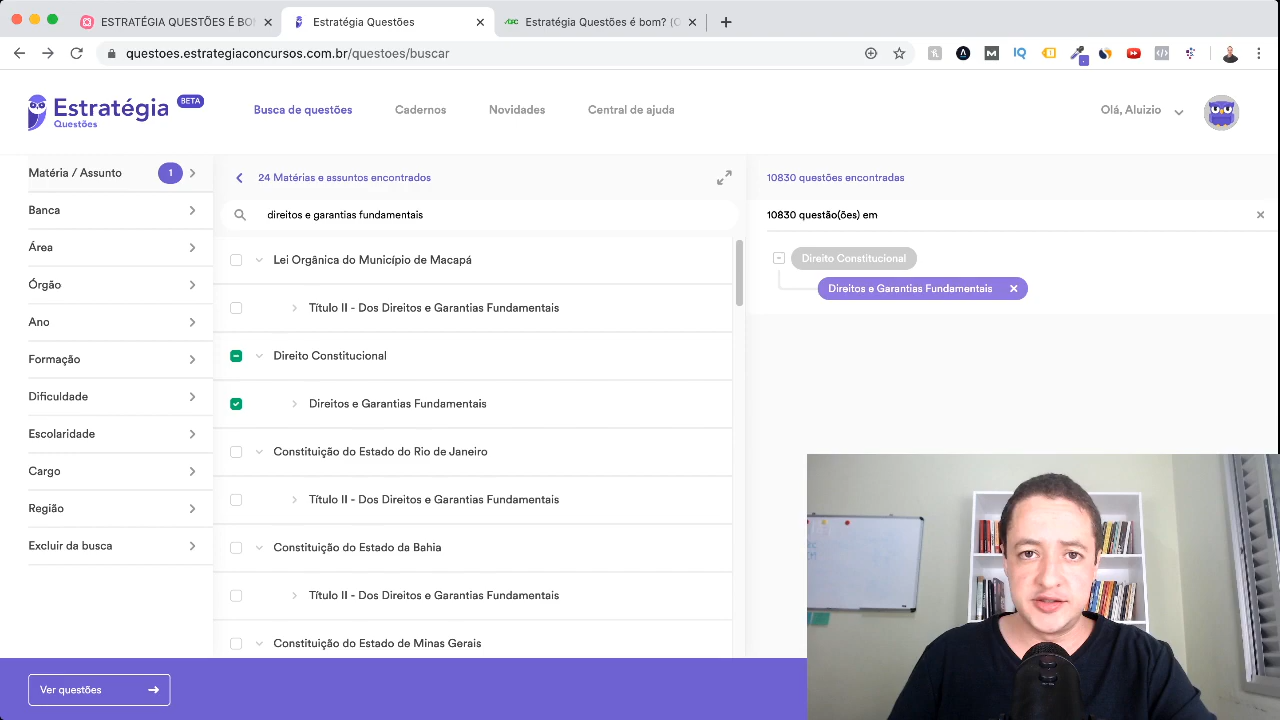 ESTRATÉGIA QUESTÕES É BO
Estratégia Questões
Estratégia Questões é bom? (C
questoes.estrategiaconcursos.com.br/questoes/buscar
Estratégia BETA
Questões
Busca de questões
Cadernos
Novidades
Central de ajuda
Olá, Aluizio
Matéria / Assunto 1
Banca
Área
Órgão
Ano
Formação
Dificuldade
Escolaridade
Cargo
Região
Excluir da busca
24 Matérias e assuntos encontrados
direitos e garantias fundamentais
Lei Orgânica do Município de Macapá
Título II - Dos Direitos e Garantias Fundamentais
Direito Constitucional
Direitos e Garantias Fundamentais
Constituição do Estado do Rio de Janeiro
Título II - Dos Direitos e Garantias Fundamentais
Constituição do Estado da Bahia
Título II - Dos Direitos e Garantias Fundamentais
Constituição do Estado de Minas Gerais
10830 questões encontradas
10830 questão(ões) em
Direito Constitucional
Direitos e Garantias Fundamentais
Ver questões